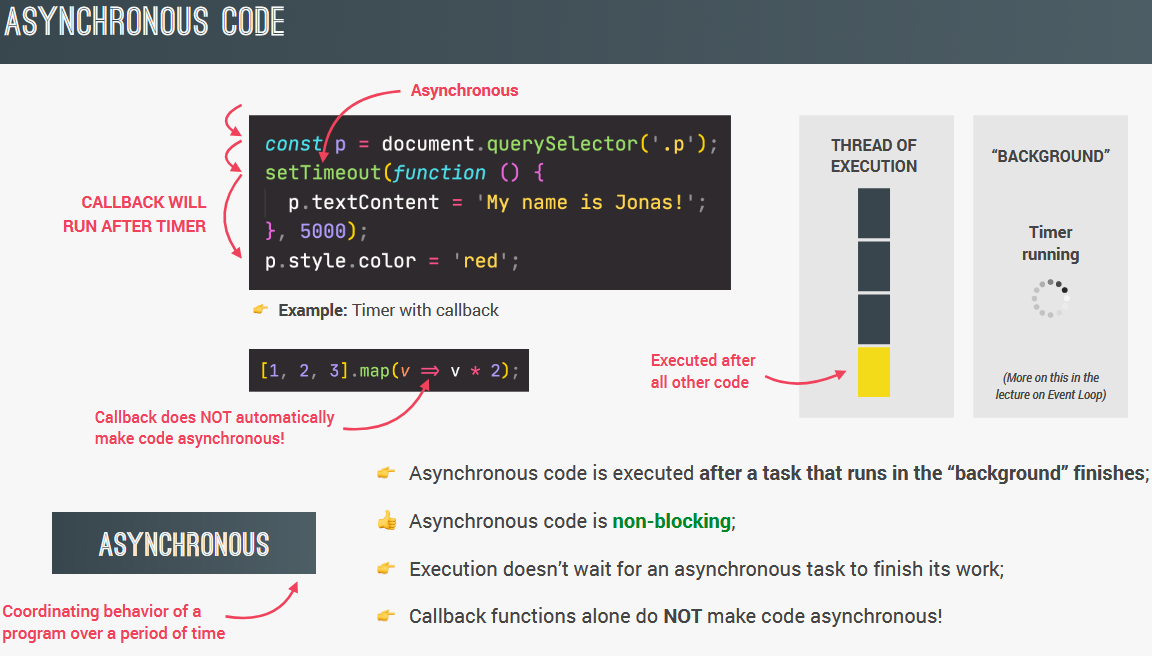 ASYNCHRONOUS CODE
Asynchronous
const p = document.querySelector('.p');
setTimeout(function () {
p.textContent = 'My name is Jonas!';
}, 5000);
p.style.color = 'red';
CALLBACK WILL
RUN AFTER TIMER
👉 Example: Timer with callback
[1, 2, 3].map(v => v * 2);
Callback does NOT automatically
make code asynchronous!
THREAD OF
EXECUTION
Executed after
all other code
“BACKGROUND”
Timer
running
(More on this in the
lecture on Event Loop)
👉 Asynchronous code is executed after a task that runs in the “background” finishes;
👍 Asynchronous code is non-blocking;
👉 Execution doesn’t wait for an asynchronous task to finish its work;
👉 Callback functions alone do NOT make code asynchronous!
ASYNCHRONOUS
Coordinating behavior of a
program over a period of time